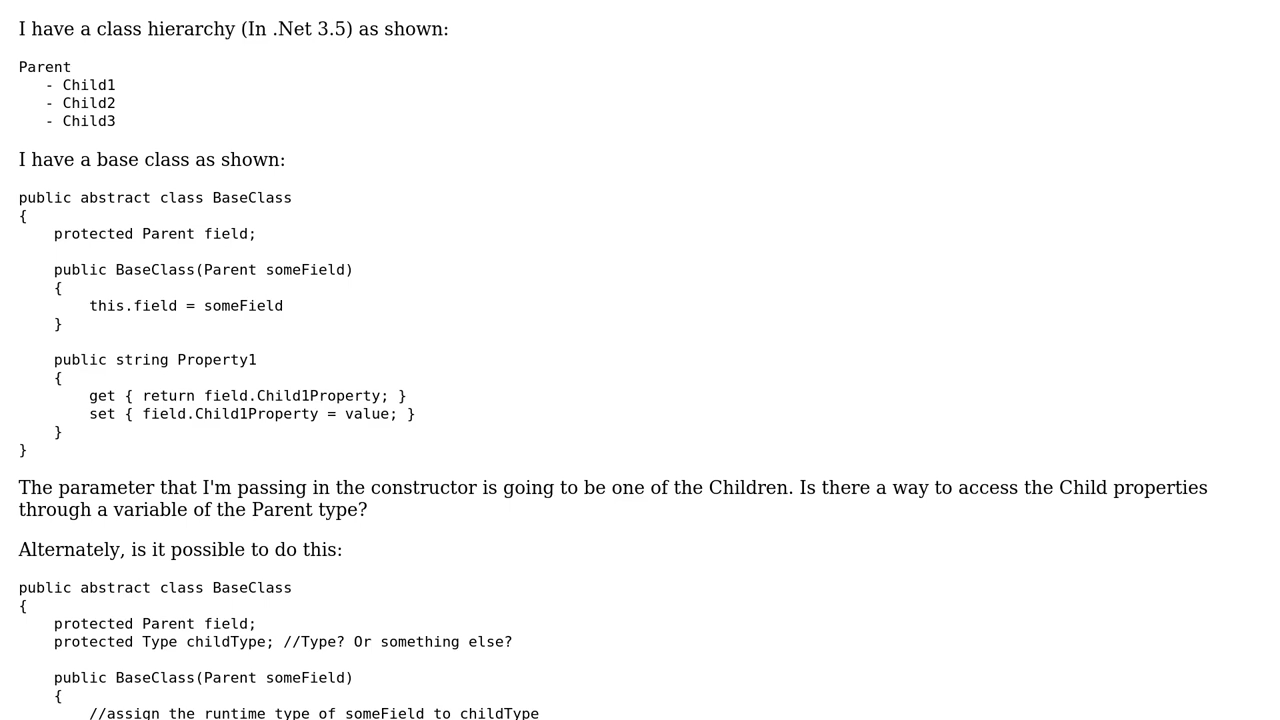 I have a class hierarchy (In .Net 3.5) as shown:
Parent
   - Child1
   - Child2
   - Child3
I have a base class as shown:
public abstract class BaseClass
{
    protected Parent field;

    public BaseClass(Parent someField)
    {
        this.field = someField
    }

    public string Property1
    {
        get { return field.Child1Property; }
        set { field.Child1Property = value; }
    }
}
The parameter that I'm passing in the constructor is going to be one of the Children. Is there a way to access the Child properties
through a variable of the Parent type?
Alternately, is it possible to do this:
public abstract class BaseClass
{
    protected Parent field;
    protected Type childType; //Type? Or something else?

    public BaseClass(Parent someField)
    {
        //assign the runtime type of someField to childType